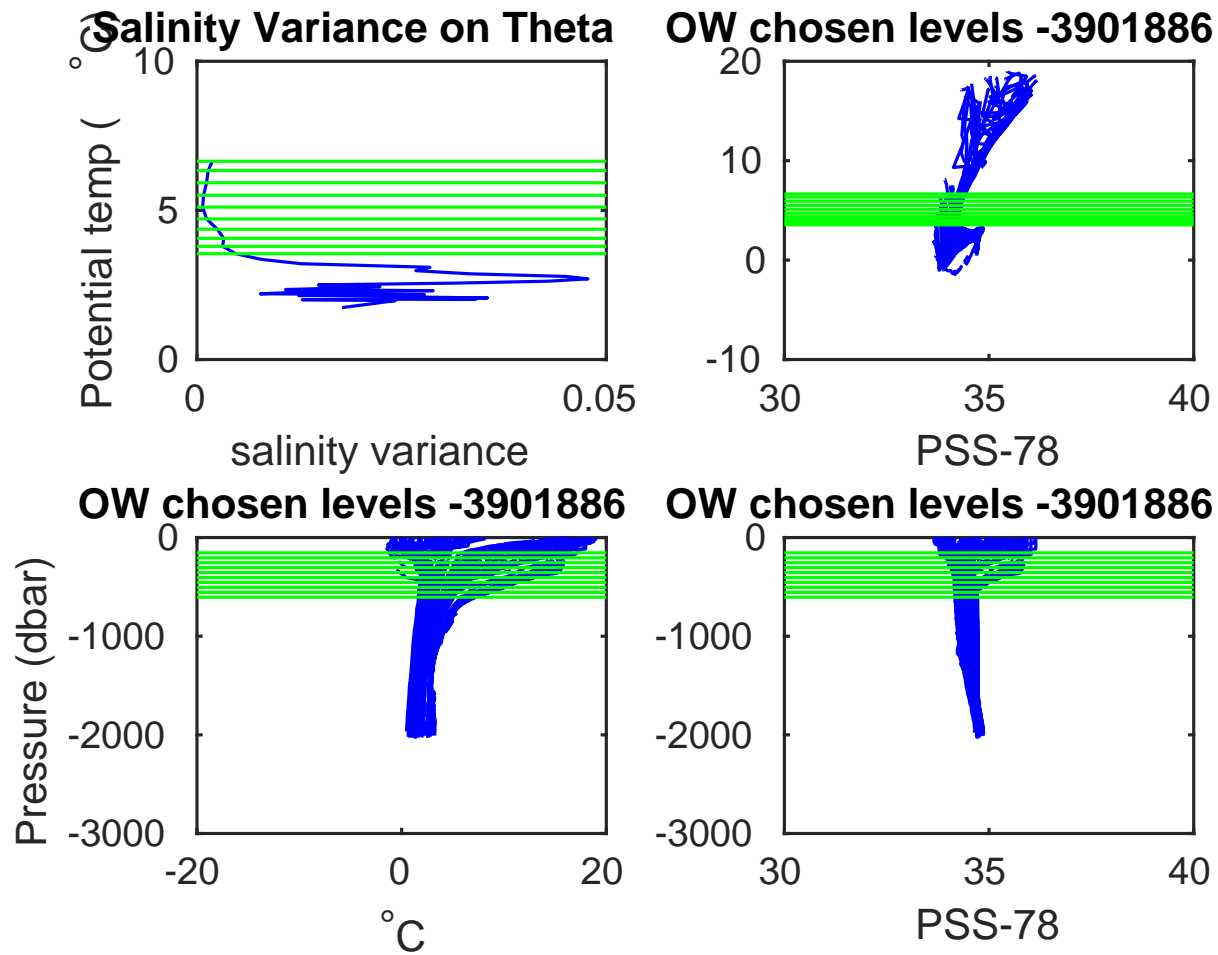 Salinity Variance on Theta
Potential temp ( °C)
10
5
0
0
0.05
salinity variance
OW chosen levels -3901886
20
10
0
-10
30
35
40
PSS-78
OW chosen levels -3901886
Pressure (dbar)
0
-1000
-2000
-3000
-20
0
20
°C
OW chosen levels -3901886
0
-1000
-2000
-3000
30
35
40
PSS-78